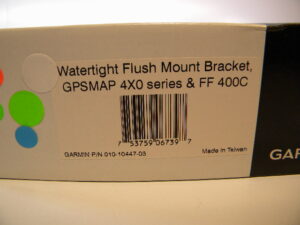 Watertight Flush Mount Bracket,
GPSMAP 4X0 series & FF 400C
7 53759 06739 7
GARMIN P/N 010-10447-03 Made in Taiwan
GAR